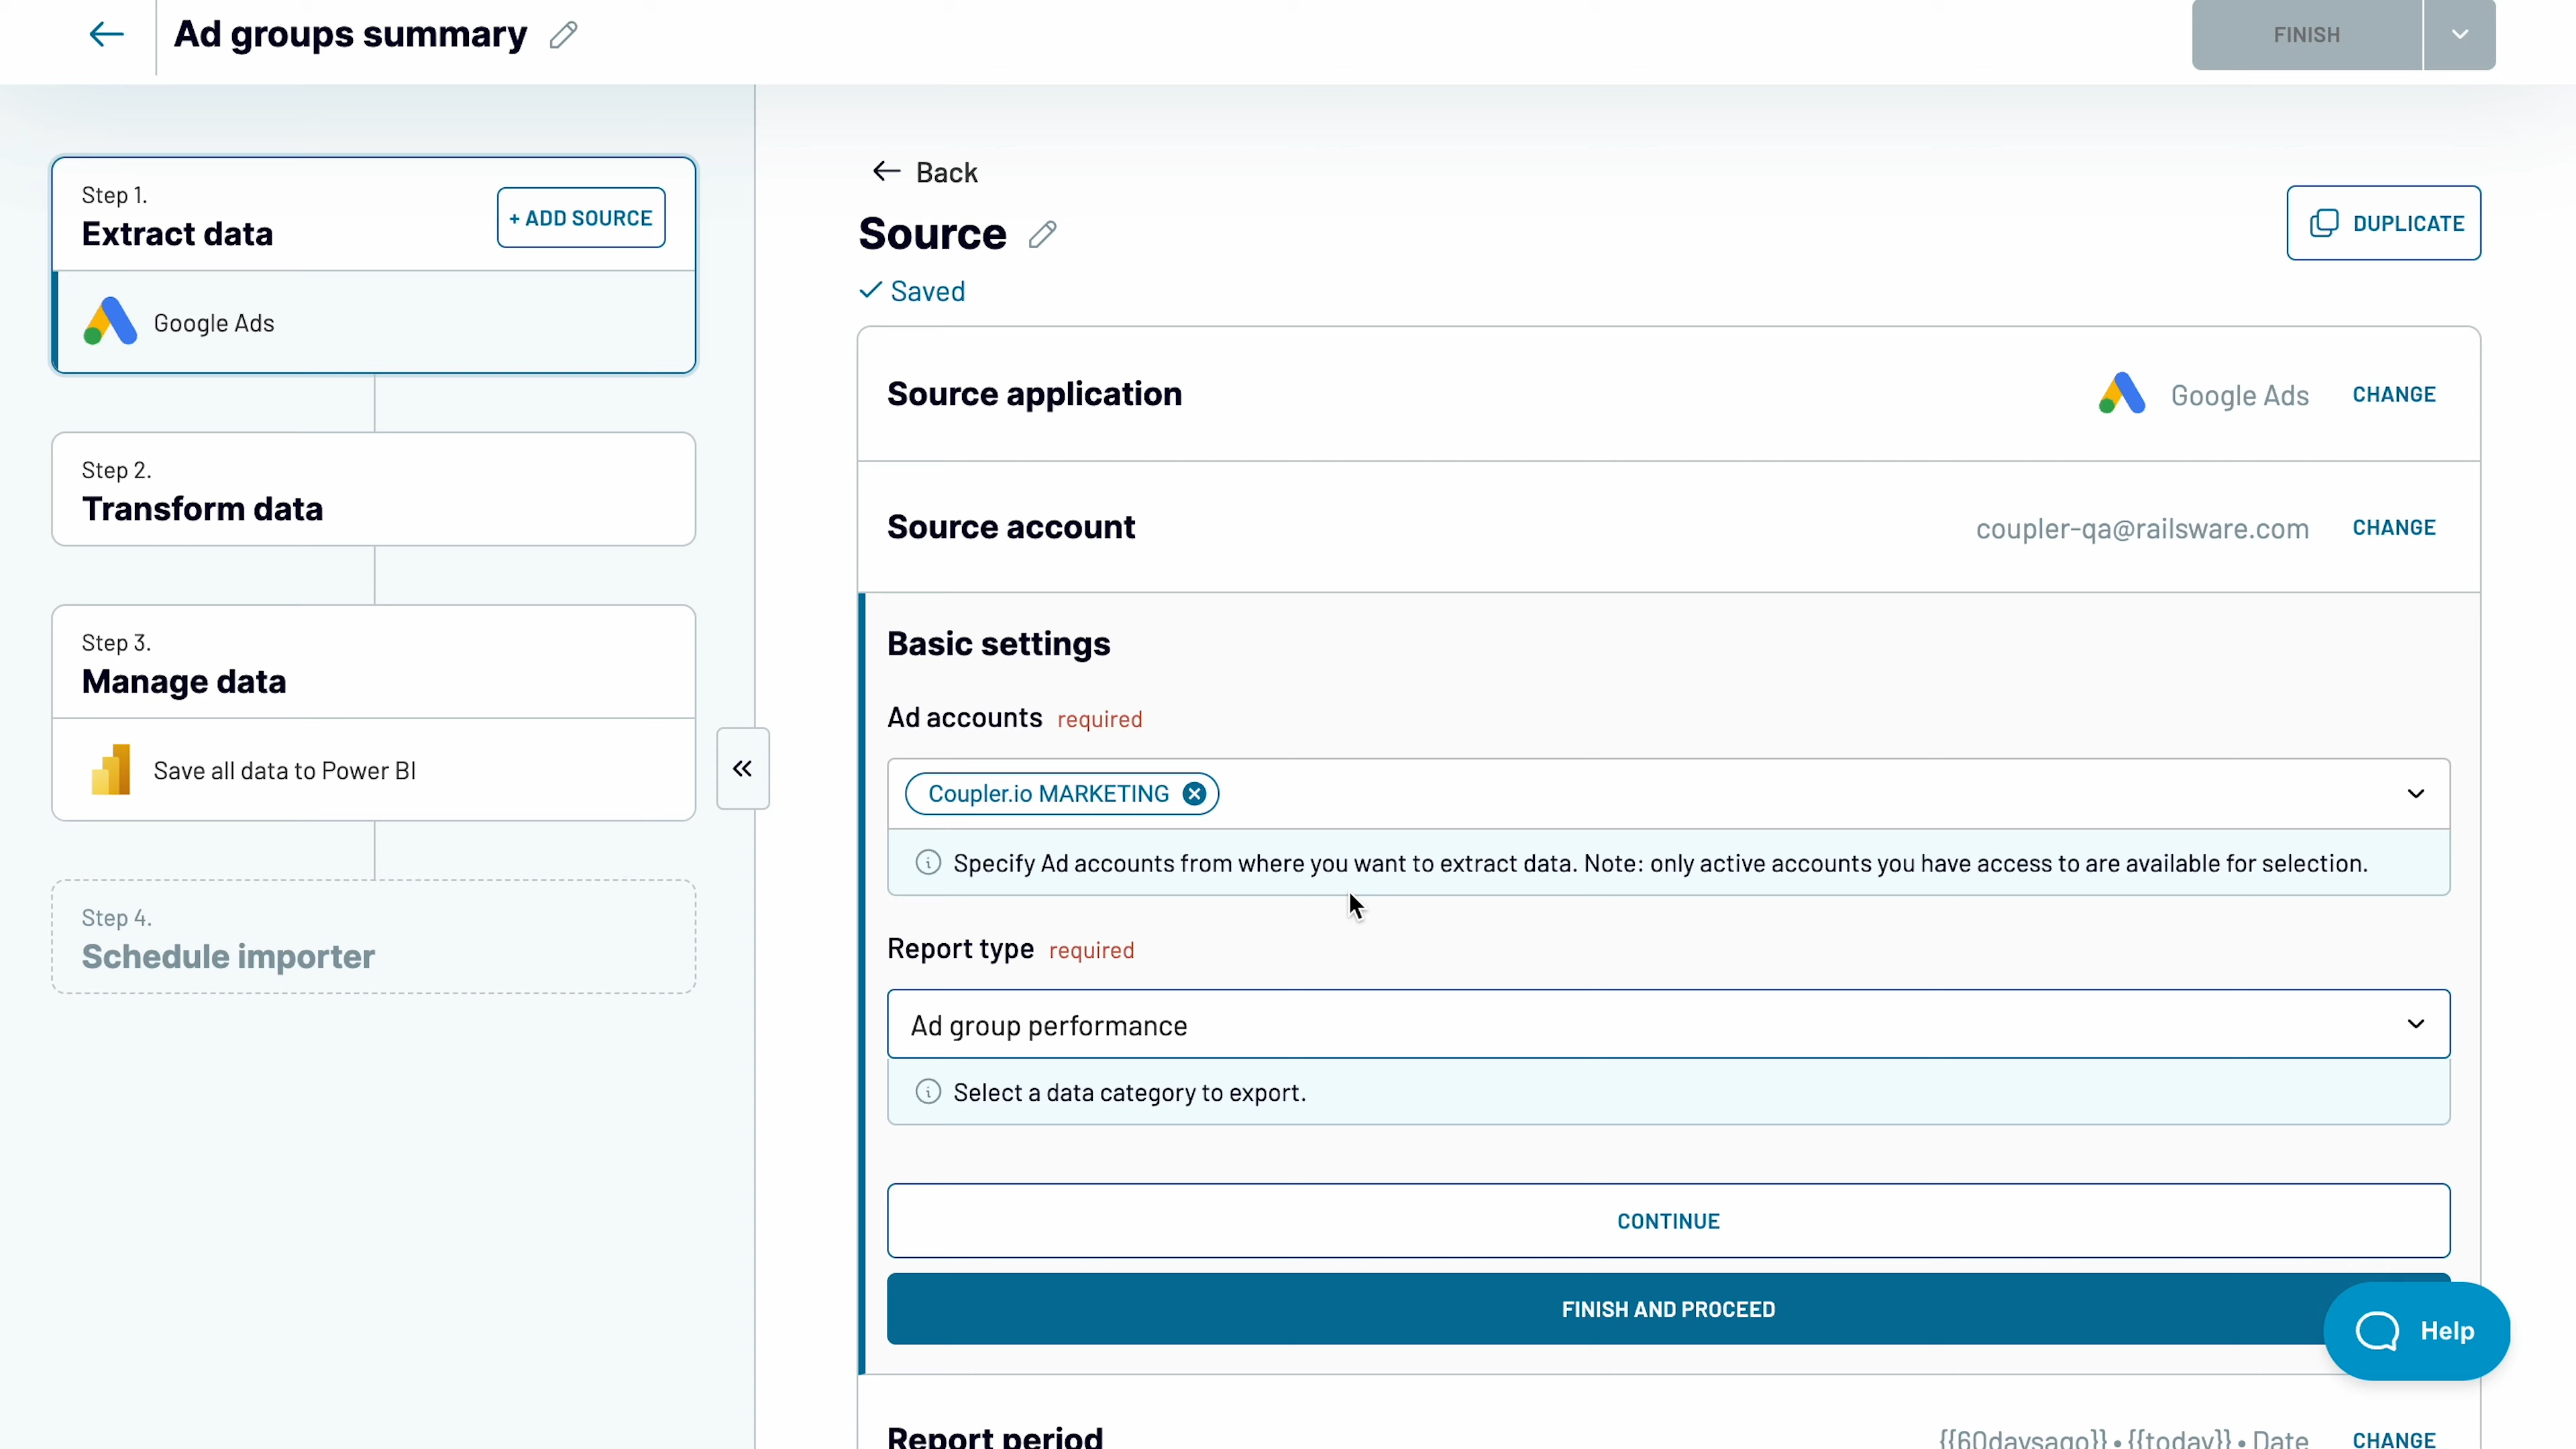 Ad groups summary
FINISH
Step 1.
Extract data
+ ADD SOURCE
Google Ads
Step 2.
Transform data
Step 3.
Manage data
Save all data to Power BI
Step 4.
Schedule importer
Back
Source
DUPLICATE
Saved
Source application
Google Ads
CHANGE
Source account
coupler-qa@railsware.com
CHANGE
Basic settings
Ad accounts required
Coupler.io MARKETING
Specify Ad accounts from where you want to extract data. Note: only active accounts you have access to are available for selection.
Report type required
Ad group performance
Select a data category to export.
CONTINUE
FINISH AND PROCEED
Help
Report period
{{60daysago}} • {{today}} • Date
CHANGE